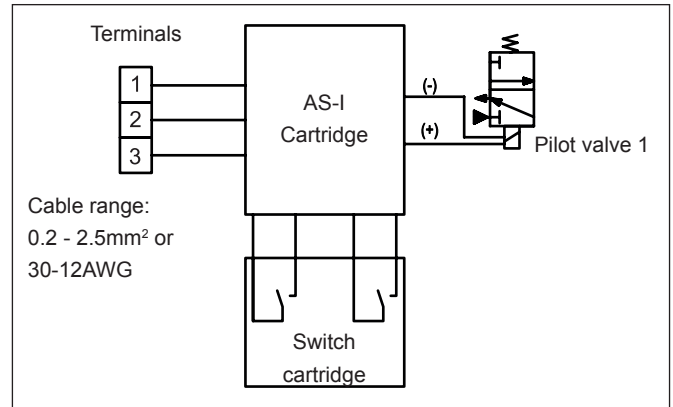 Terminals
1
2
3
AS-I
Cartridge
(-)
(+)
Pilot valve 1
Cable range:
0.2 - 2.5mm² or
30-12AWG
Switch
cartridge